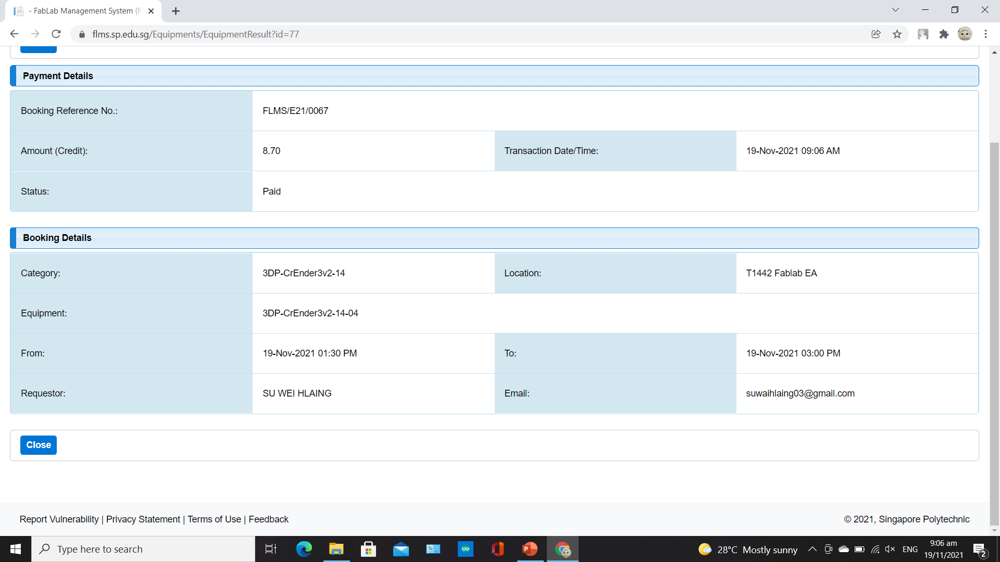 - FabLab Management System (F
flms.sp.edu.sg/Equipments/EquipmentResult?id=77
Payment Details
Booking Reference No.: FLMS/E21/0067
Amount (Credit): 8.70 Transaction Date/Time: 19-Nov-2021 09:06 AM
Status: Paid
Booking Details
Category: 3DP-CrEnder3v2-14 Location: T1442 Fablab EA
Equipment: 3DP-CrEnder3v2-14-04
From: 19-Nov-2021 01:30 PM To: 19-Nov-2021 03:00 PM
Requestor: SU WEI HLAING Email: suwaihlaing03@gmail.com
Close
Report Vulnerability | Privacy Statement | Terms of Use | Feedback © 2021, Singapore Polytechnic
Type here to search 28°C Mostly sunny ENG 9:06 am
19/11/2021
2